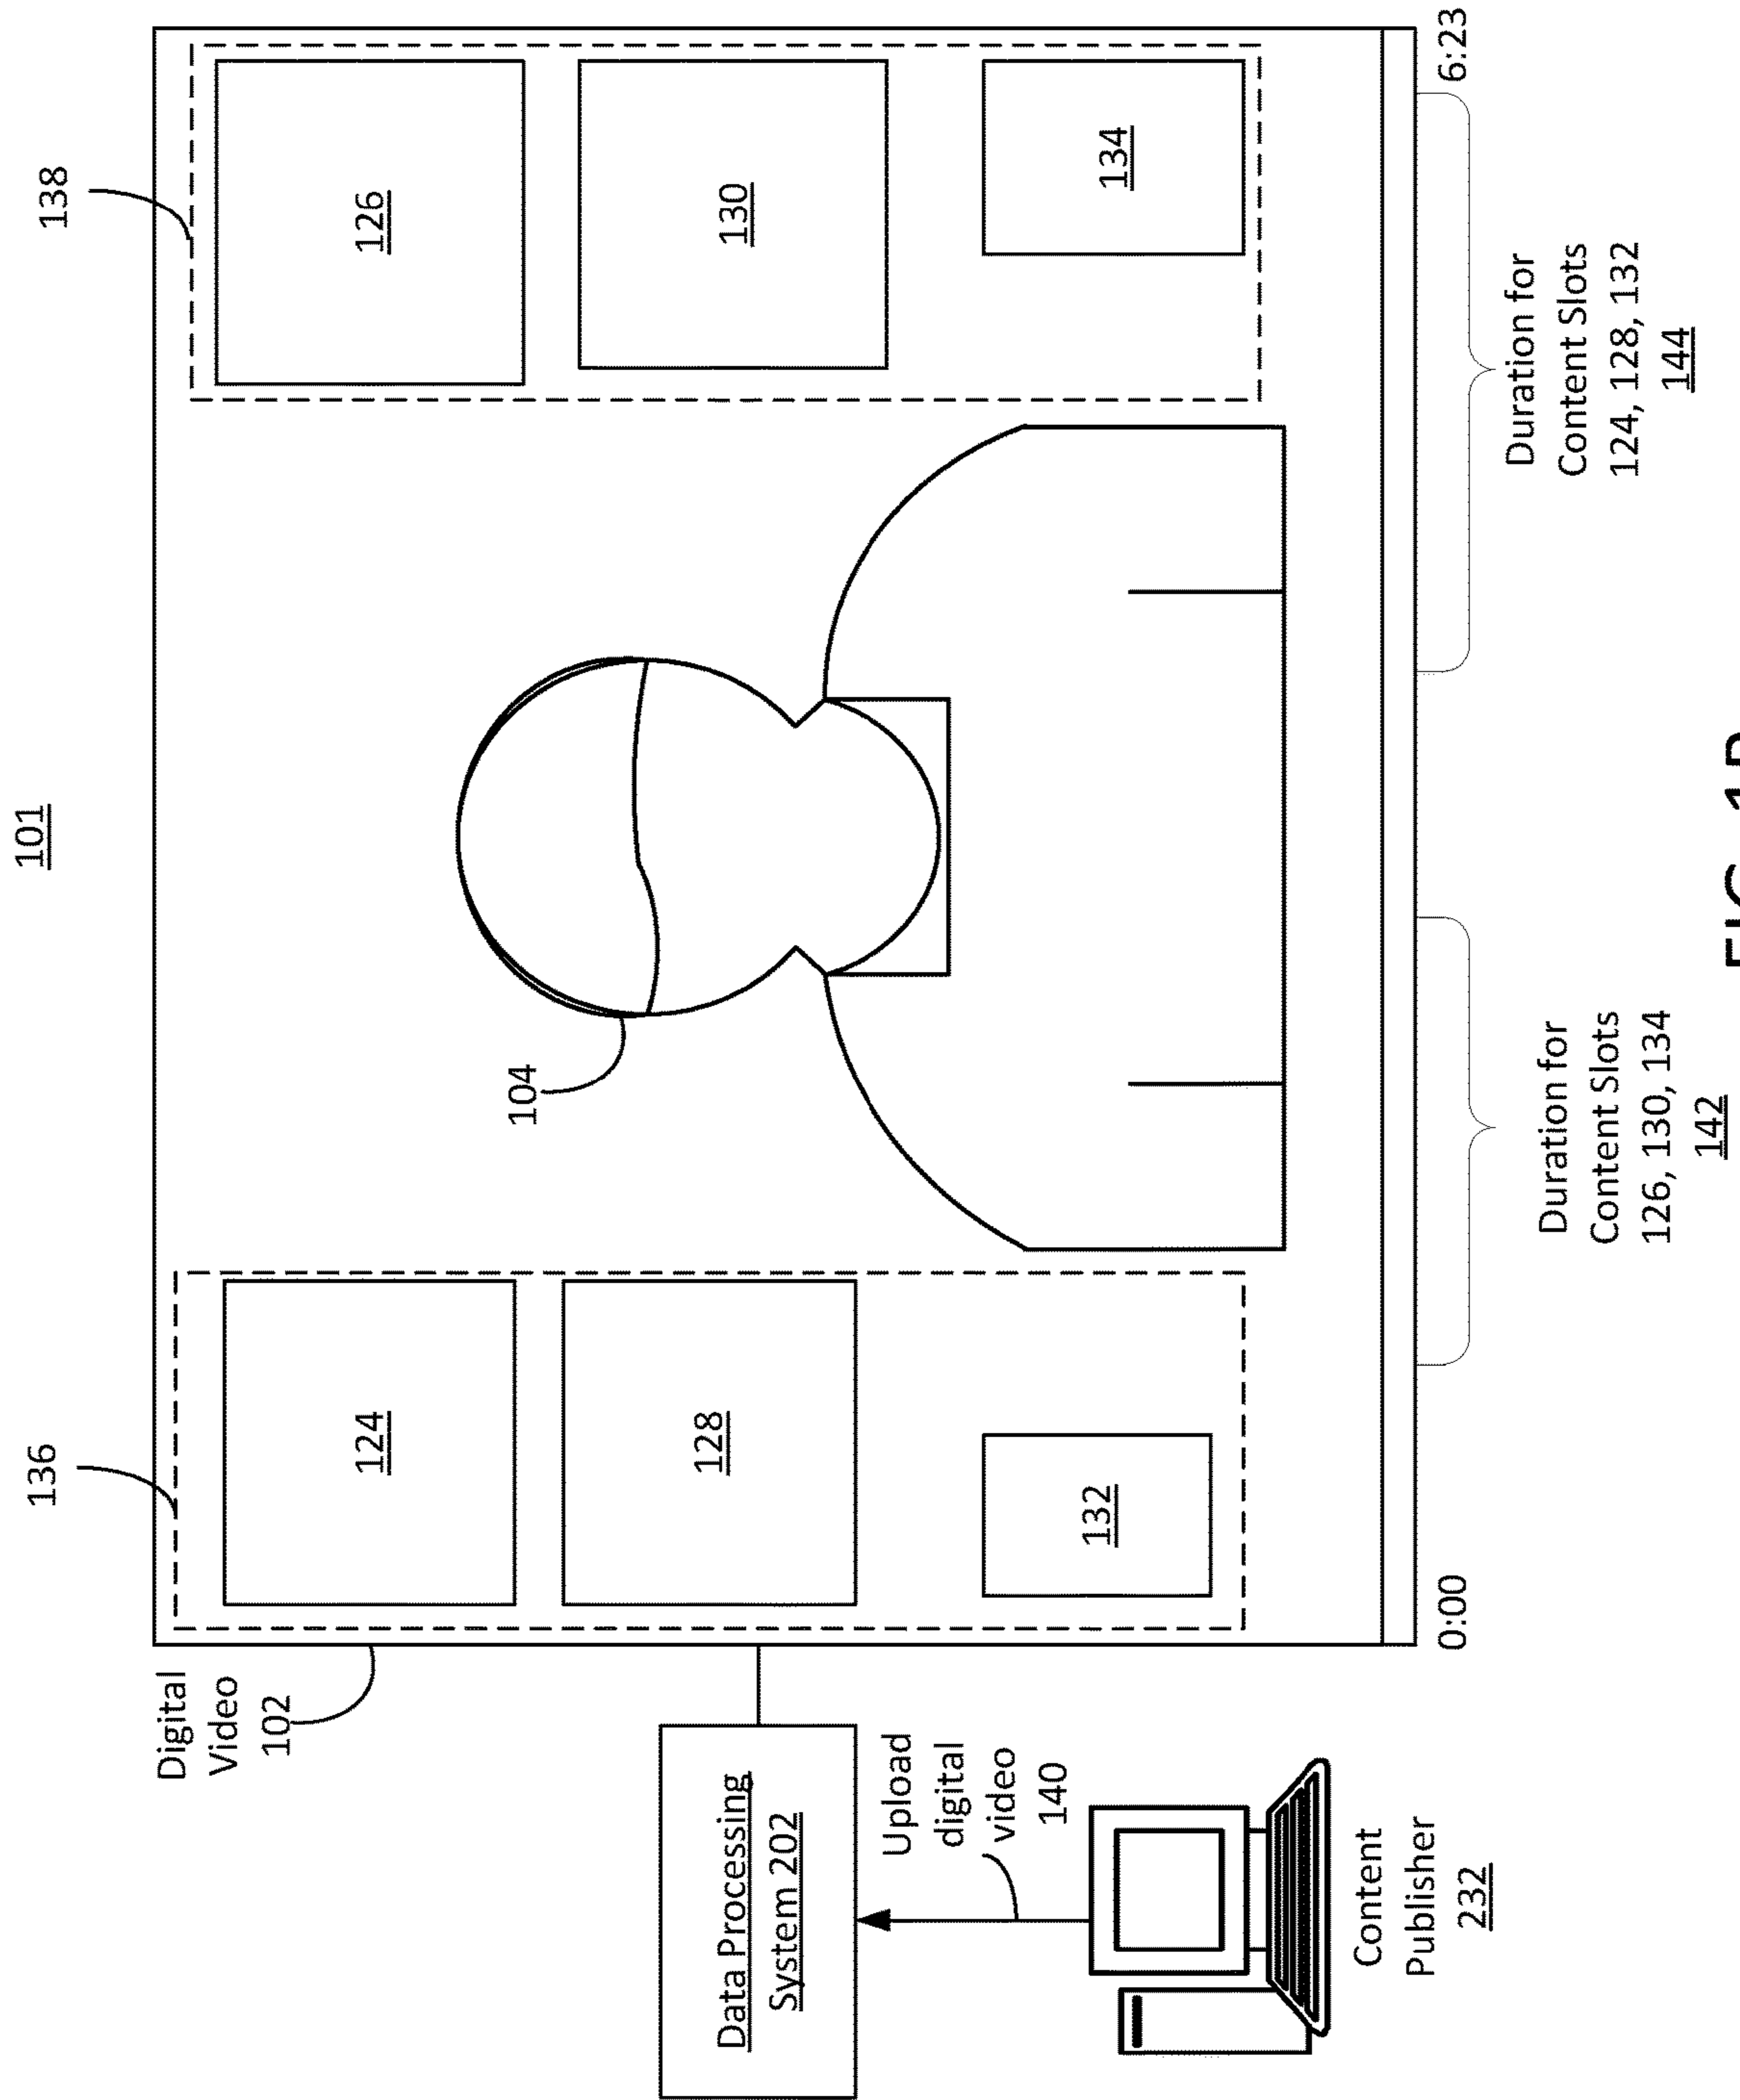 101
136
138
Digital
Video
102
124
126
128
130
132
134
104
Data Processing
System 202
Upload
digital
video
140
Content
Publisher
232
0:00
6:23
Duration for
Content Slots
126, 130, 134
142
Duration for
Content Slots
124, 128, 132
144